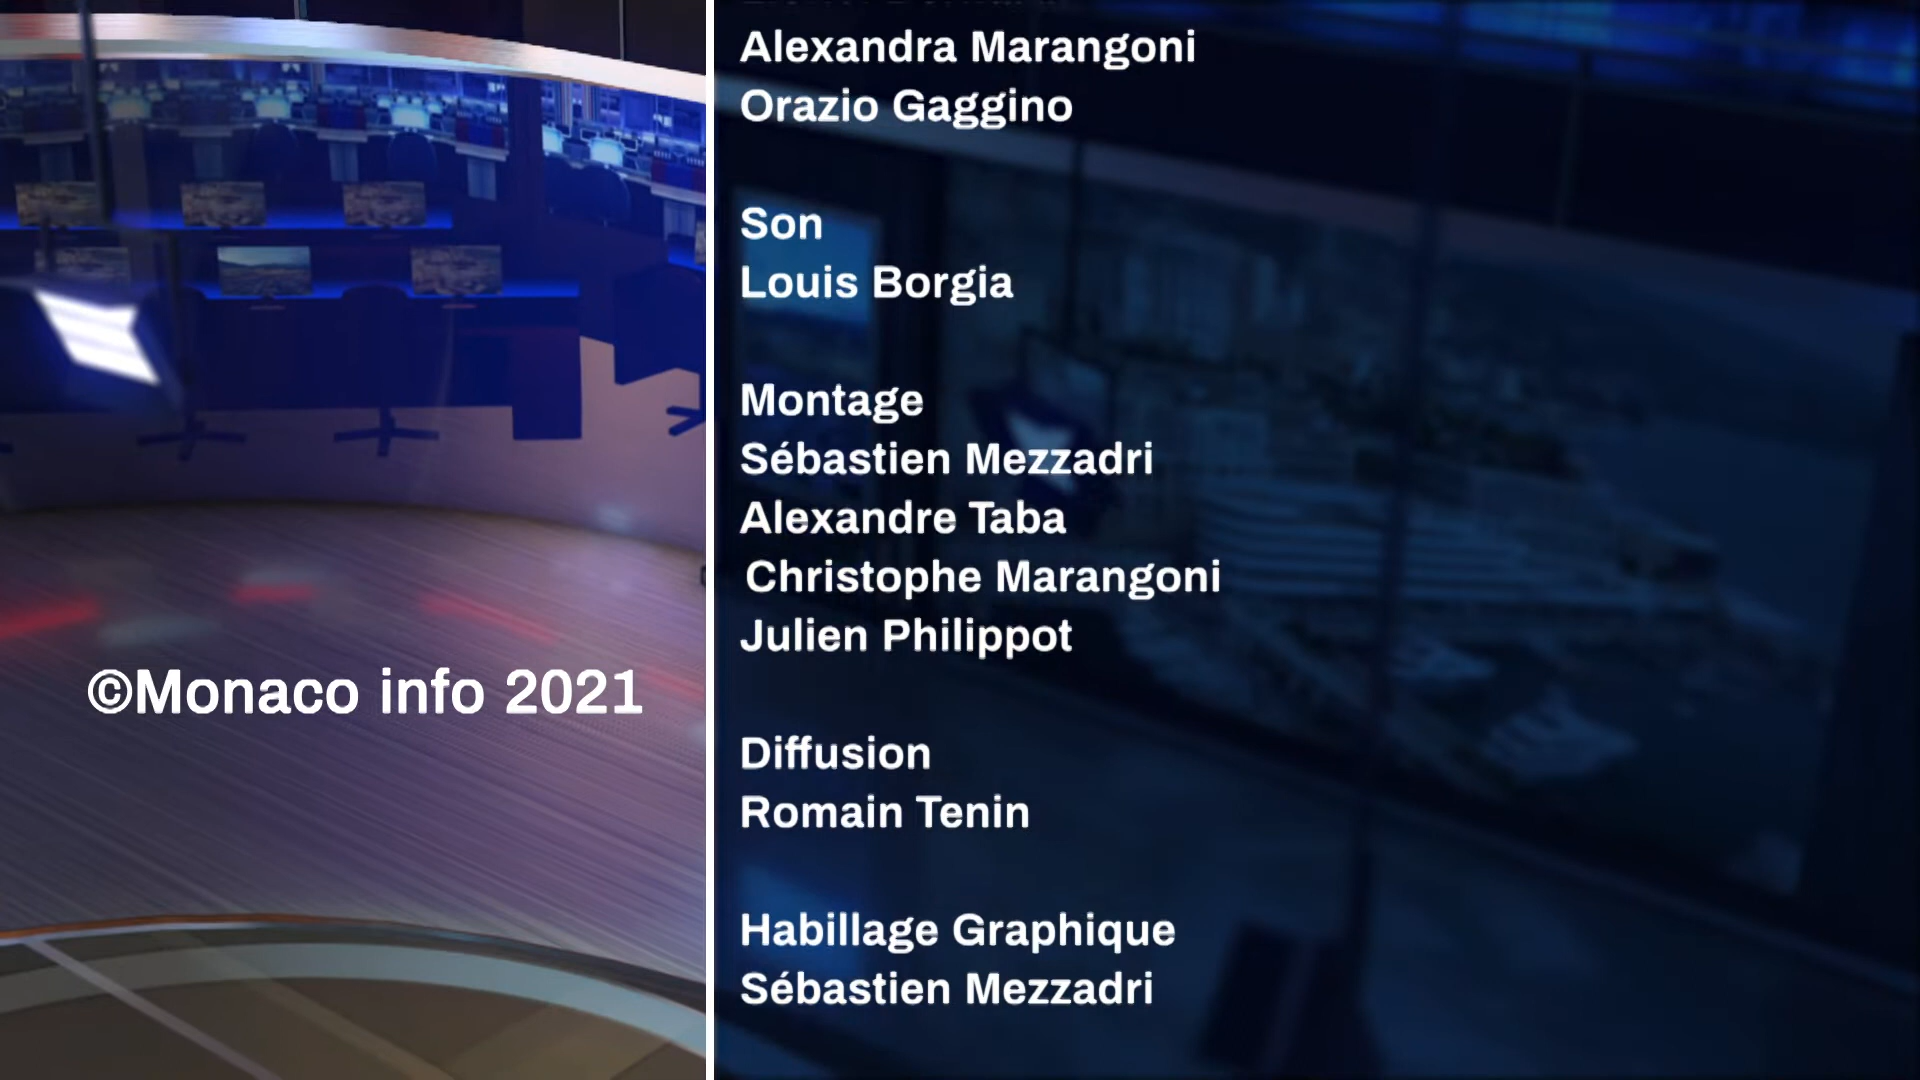 ©Monaco info 2021
Alexandra Marangoni
Orazio Gaggino
Son
Louis Borgia
Montage
Sébastien Mezzadri
Alexandre Taba
Christophe Marangoni
Julien Philippot
Diffusion
Romain Tenin
Habillage Graphique
Sébastien Mezzadri